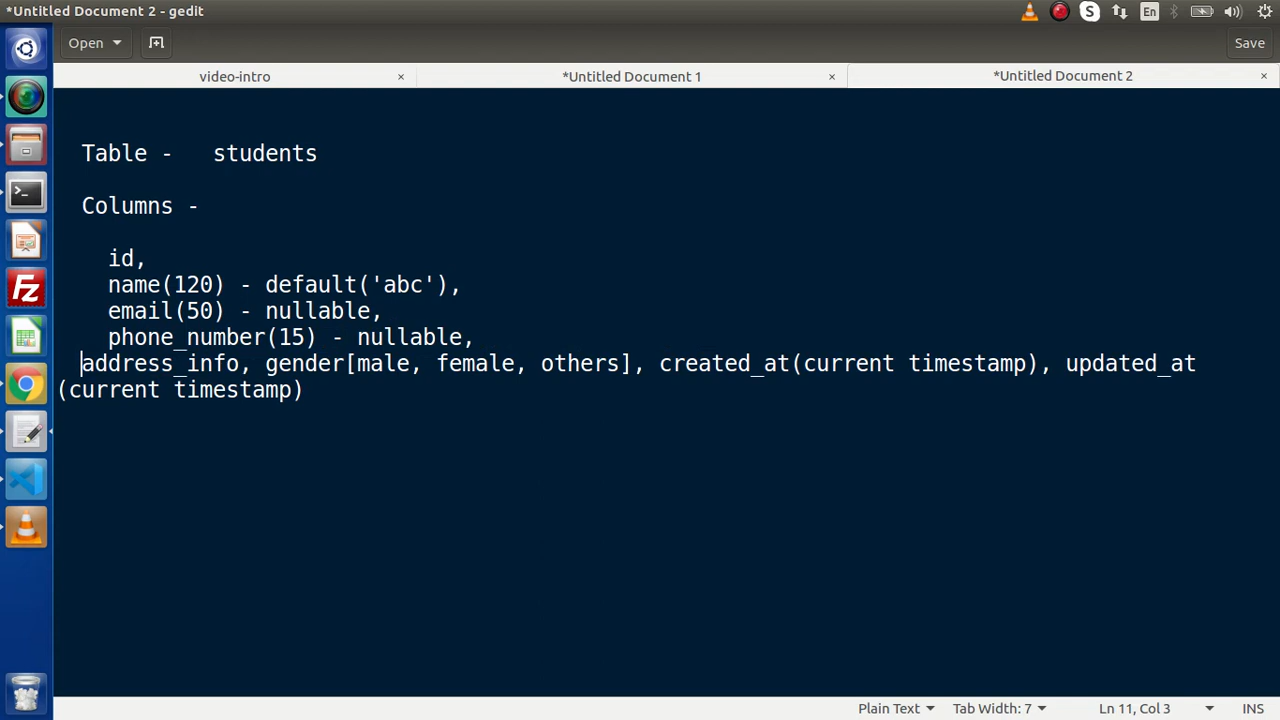 *Untitled Document 2 - gedit
En
Open
Save
video-intro × *Untitled Document 1 × *Untitled Document 2 ×
Table - students
Columns -
id,
name(120) - default('abc'),
email(50) - nullable,
phone_number(15) - nullable,
address_info, gender[male, female, others], created_at(current timestamp), updated_at
(current timestamp)
Plain Text Tab Width: 7 Ln 11, Col 3 INS